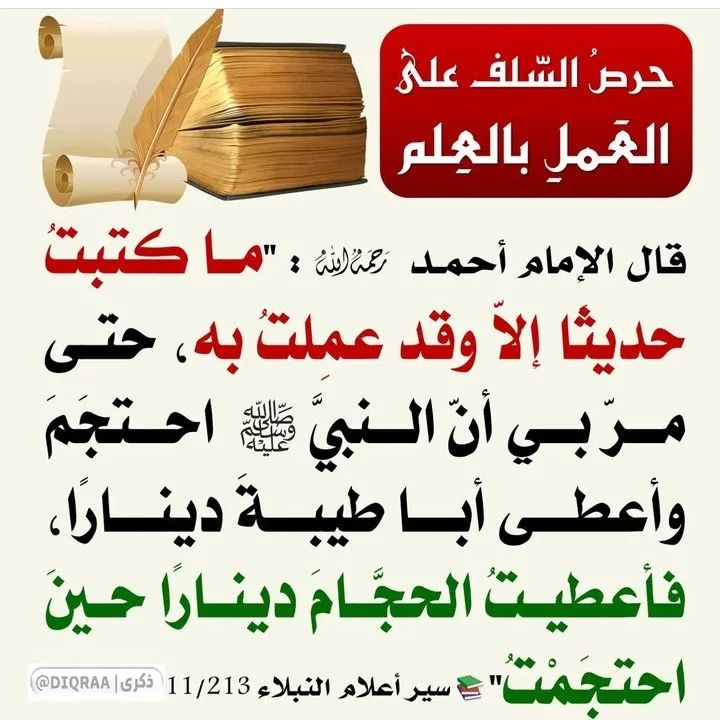 حرصُ السّلف على
العَملِ بالعِلم
قال الإمام أحمد رَحِمَهُ اللهُ : "ما كتبتُ
حديثًا إلاّ وقد عمِلتُ به، حتى
مرّ بي أنّ النبيَّ ﷺ احتجَمَ
وأعطى أبا طيبةَ دينارًا،
فأعطيتُ الحجَّامَ دينارًا حينَ
احتجَمْتُ" 📚 سير أعلام النبلاء 11/213
ذكرى | DIQRAA@